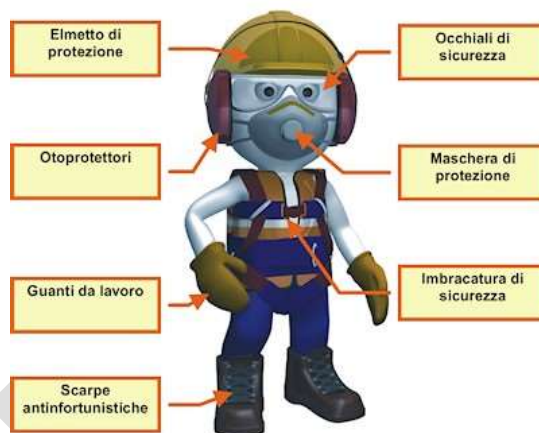 Elmetto di
protezione
Occhiali di
sicurezza
Otoprotettori
Maschera di
protezione
Guanti da lavoro
Imbracatura di
sicurezza
Scarpe
antinfortunistiche